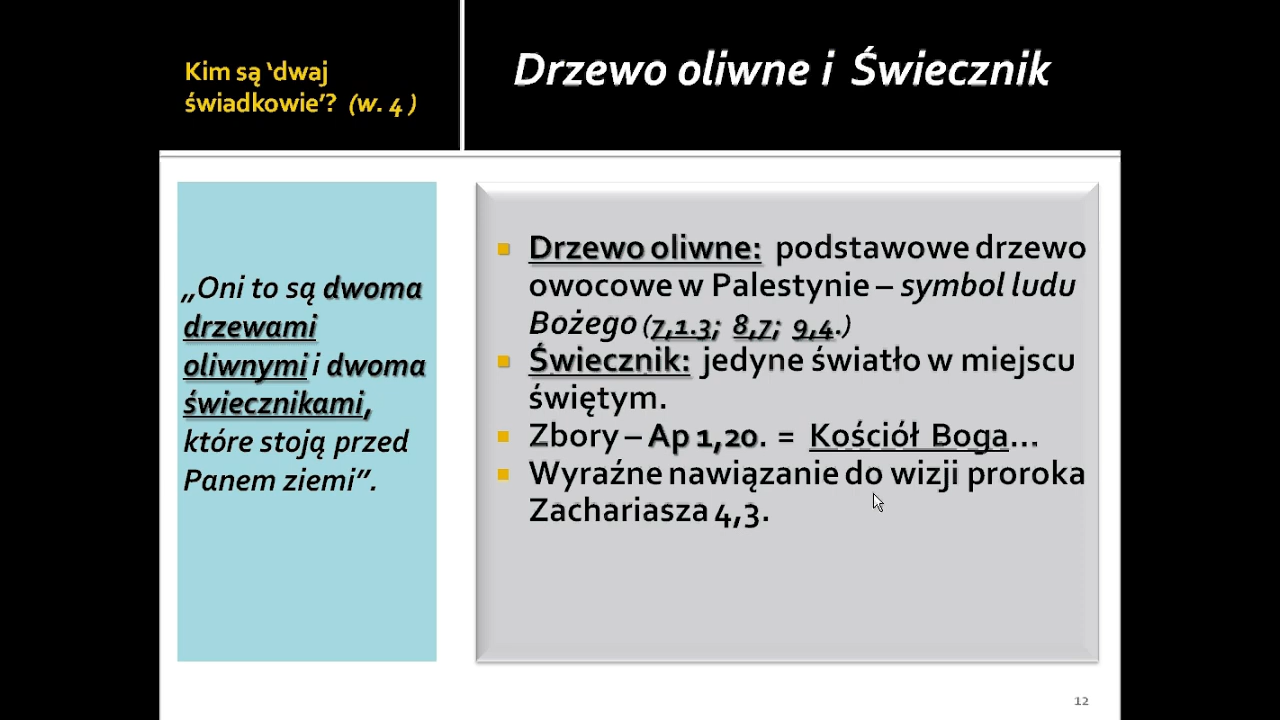 Kim są ‘dwaj
świadkowie’? (w. 4 )
Drzewo oliwne i Świecznik
„Oni to są dwoma
drzewami
oliwnymi i dwoma
świecznikami,
które stoją przed
Panem ziemi”.
Drzewo oliwne: podstawowe drzewo
owocowe w Palestynie – symbol ludu
Bożego (7,1.3; 8,7; 9,4.)
Świecznik: jedyne światło w miejscu
świętym.
Zbory – Ap 1,20. = Kościół Boga...
Wyraźne nawiązanie do wizji proroka
Zachariasza 4,3.
12